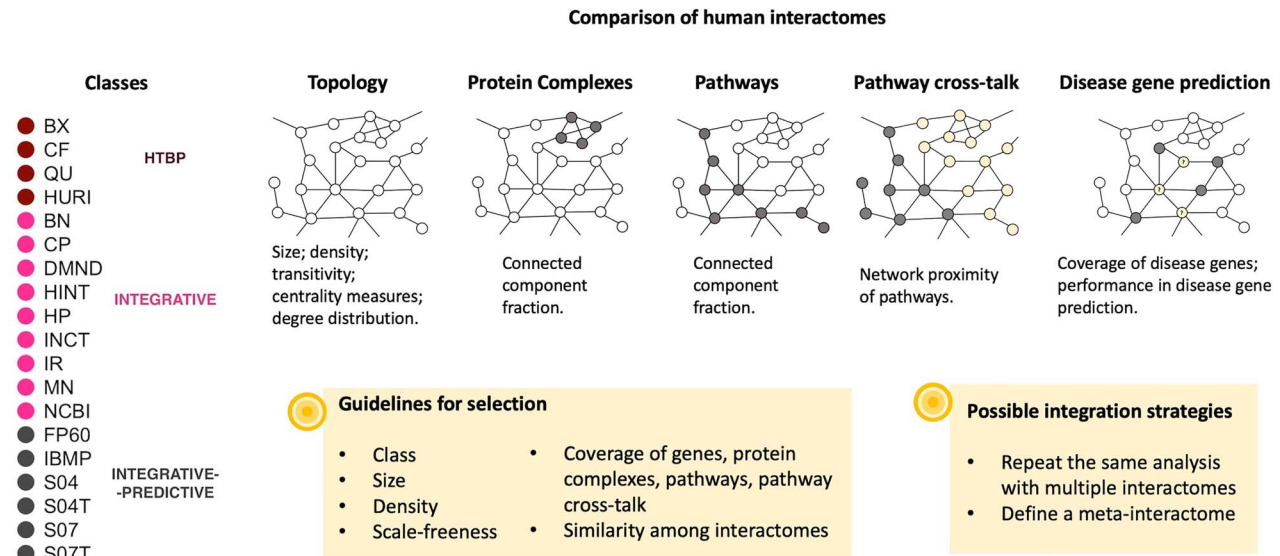 Comparison of human interactomes
Classes
Topology
Protein Complexes
Pathways
Pathway cross-talk
Disease gene prediction
BX
CF
QU
HURI
HTBP
BN
CP
DMND
HINT
HP
INCT
IR
MN
NCBI
INTEGRATIVE
FP60
IBMP
S04
S04T
S07
S07T
INTEGRATIVE-
-PREDICTIVE
Size; density;
transitivity;
centrality measures;
degree distribution.
Connected
component
fraction.
Connected
component
fraction.
Network proximity
of pathways.
?
?
?
Coverage of disease genes;
performance in disease gene
prediction.
Guidelines for selection
• Class
• Size
• Density
• Scale-freeness
• Coverage of genes, protein
complexes, pathways, pathway
cross-talk
• Similarity among interactomes
Possible integration strategies
• Repeat the same analysis
with multiple interactomes
• Define a meta-interactome